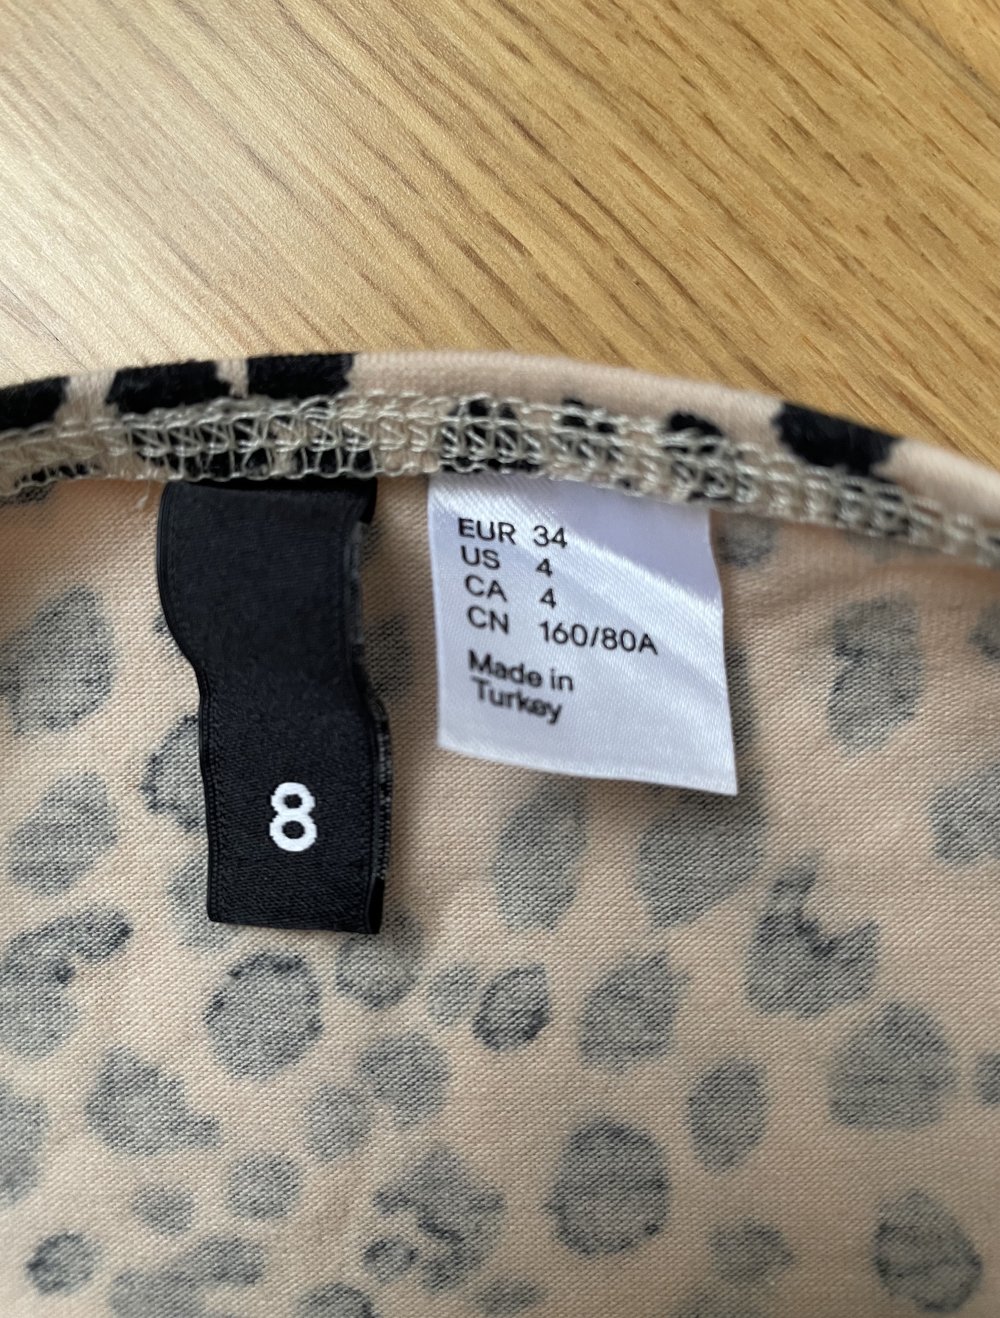 8
EUR 34
US 4
CA 4
CN 160/80A
Made in
Turkey